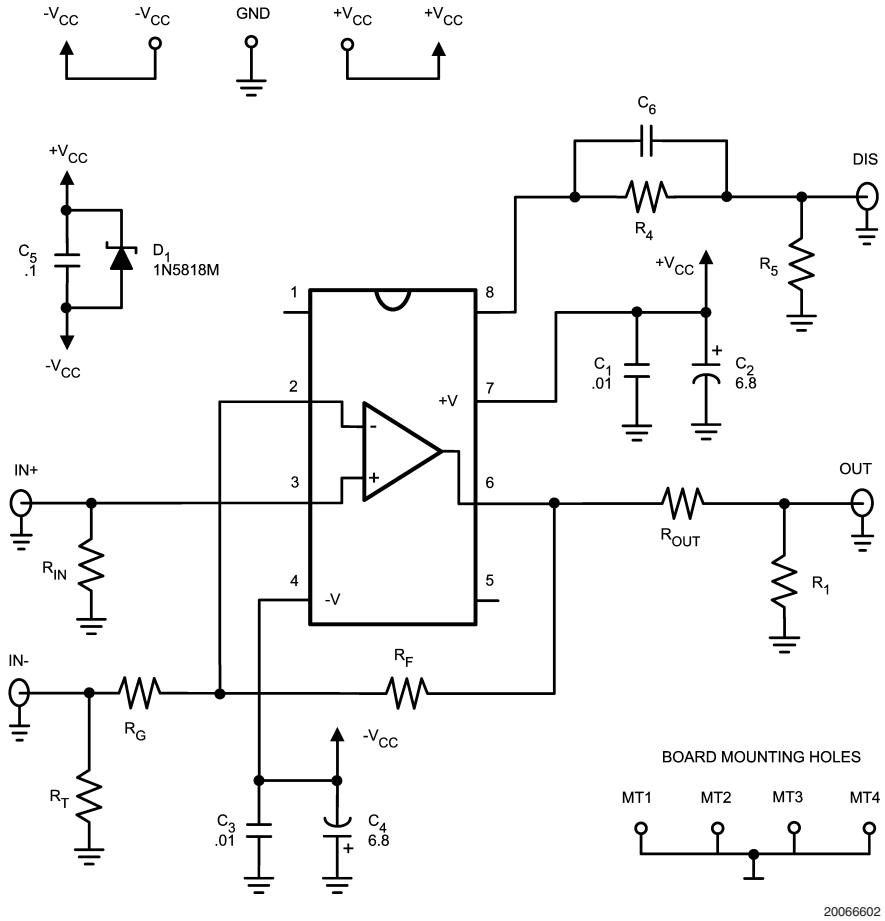 -VCC -VCC GND +VCC +VCC
C6
+VCC
DIS
C5
.1
D1
1N5818M
R4
+VCC
R5
-VCC
1 8
C1
.01
+
C2
6.8
2 7
+V
-
IN+
3
+
6
OUT
RIN
ROUT
4 5
-V
R1
IN-
RF
RG
-VCC
BOARD MOUNTING HOLES
RT
MT1 MT2 MT3 MT4
C3
.01
C4
6.8
+
20066602